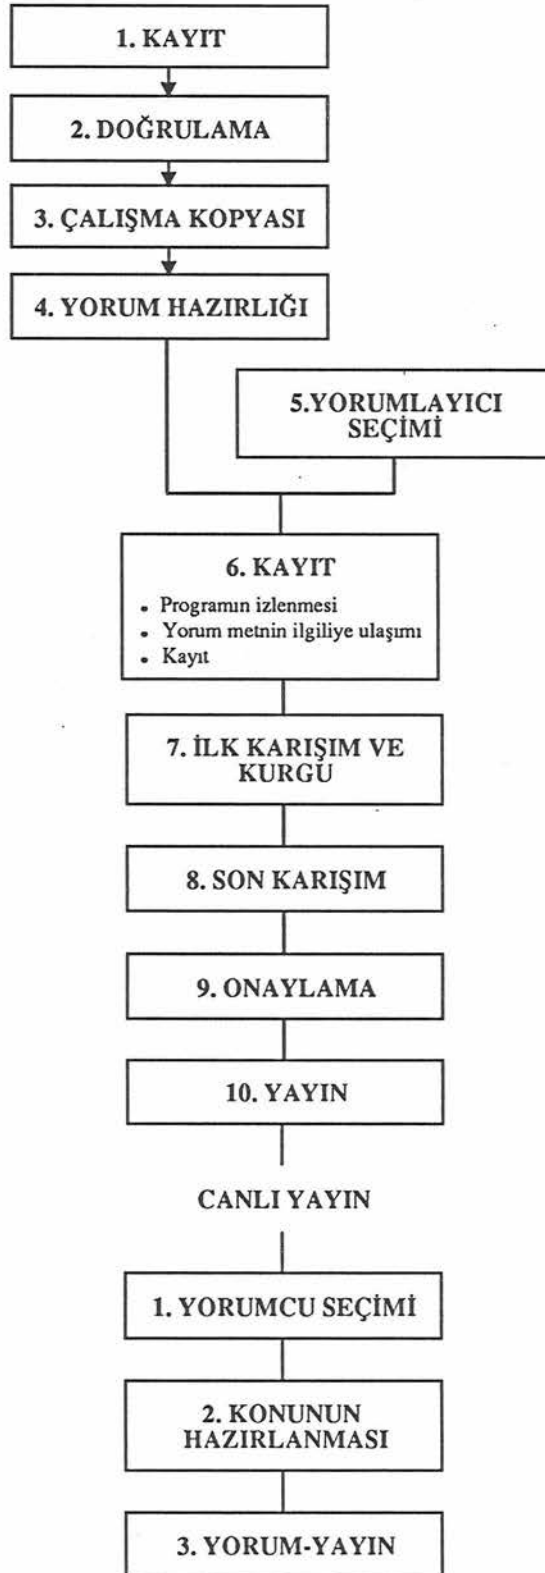 1. KAYIT
2. DOĞRULAMA
3. ÇALIŞMA KOPYASI
4. YORUM HAZIRLIĞI
5.YORUMLAYICI
SEÇİMİ
6. KAYIT
• Programın izlenmesi
• Yorum metnin ilgiliye ulaşımı
• Kayıt
7. İLK KARIŞIM VE
KURGU
8. SON KARIŞIM
9. ONAYLAMA
10. YAYIN
CANLI YAYIN
1. YORUMCU SEÇİMİ
2. KONUNUN
HAZIRLANMASI
3. YORUM-YAYIN